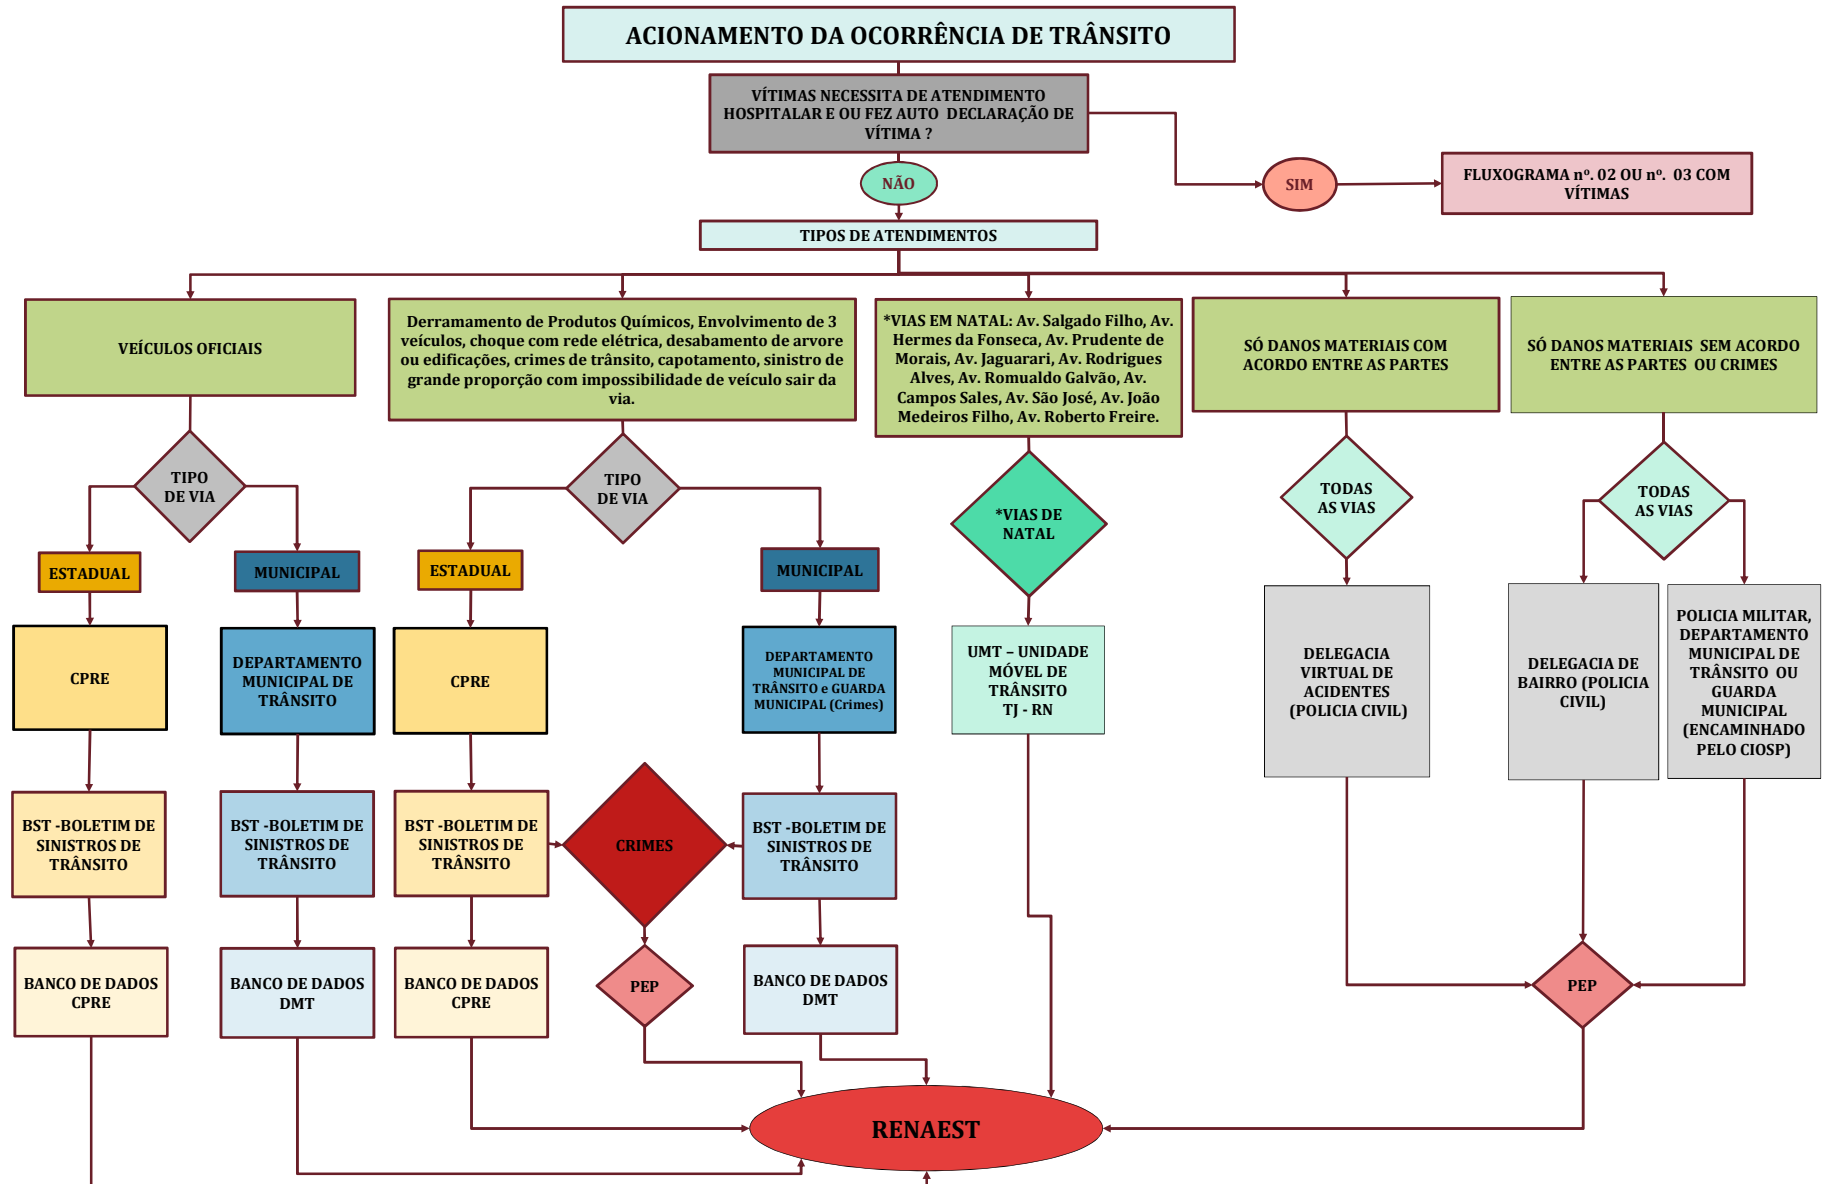 ACIONAMENTO DA OCORRÊNCIA DE TRÂNSITO
VÍTIMAS NECESSITA DE ATENDIMENTO
HOSPITALAR E OU FEZ AUTO DECLARAÇÃO DE
VÍTIMA ?
NÃO
SIM
FLUXOGRAMA nº. 02 OU nº. 03 COM
VÍTIMAS
TIPOS DE ATENDIMENTOS
VEÍCULOS OFICIAIS
Derramamento de Produtos Químicos, Envolvimento de 3
veículos, choque com rede elétrica, desabamento de arvore
ou edificações, crimes de trânsito, capotamento, sinistro de
grande proporção com impossibilidade de veículo sair da
via.
*VIAS EM NATAL: Av. Salgado Filho, Av.
Hermes da Fonseca, Av. Prudente de
Morais, Av. Jaguarari, Av. Rodrigues
Alves, Av. Romualdo Galvão, Av.
Campos Sales, Av. São José, Av. João
Medeiros Filho, Av. Roberto Freire.
SÓ DANOS MATERIAIS COM
ACORDO ENTRE AS PARTES
SÓ DANOS MATERIAIS SEM ACORDO
ENTRE AS PARTES OU CRIMES
TIPO
DE VIA
TIPO
DE VIA
*VIAS DE
NATAL
TODAS
AS VIAS
TODAS
AS VIAS
ESTADUAL
MUNICIPAL
ESTADUAL
MUNICIPAL
CPRE
DEPARTAMENTO
MUNICIPAL DE
TRÂNSITO
CPRE
DEPARTAMENTO
MUNICIPAL DE
TRÂNSITO e GUARDA
MUNICIPAL (Crimes)
UMT – UNIDADE
MÓVEL DE
TRÂNSITO
TJ - RN
DELEGACIA
VIRTUAL DE
ACIDENTES
(POLICIA CIVIL)
DELEGACIA DE
BAIRRO (POLICIA
CIVIL)
POLICIA MILITAR,
DEPARTAMENTO
MUNICIPAL DE
TRÂNSITO OU
GUARDA
MUNICIPAL
(ENCAMINHADO
PELO CIOSP)
BST -BOLETIM DE
SINISTROS DE
TRÂNSITO
BST -BOLETIM DE
SINISTROS DE
TRÂNSITO
BST -BOLETIM DE
SINISTROS DE
TRÂNSITO
CRIMES
BST -BOLETIM DE
SINISTROS DE
TRÂNSITO
BANCO DE DADOS
CPRE
BANCO DE DADOS
DMT
BANCO DE DADOS
CPRE
PEP
BANCO DE DADOS
DMT
PEP
RENAEST